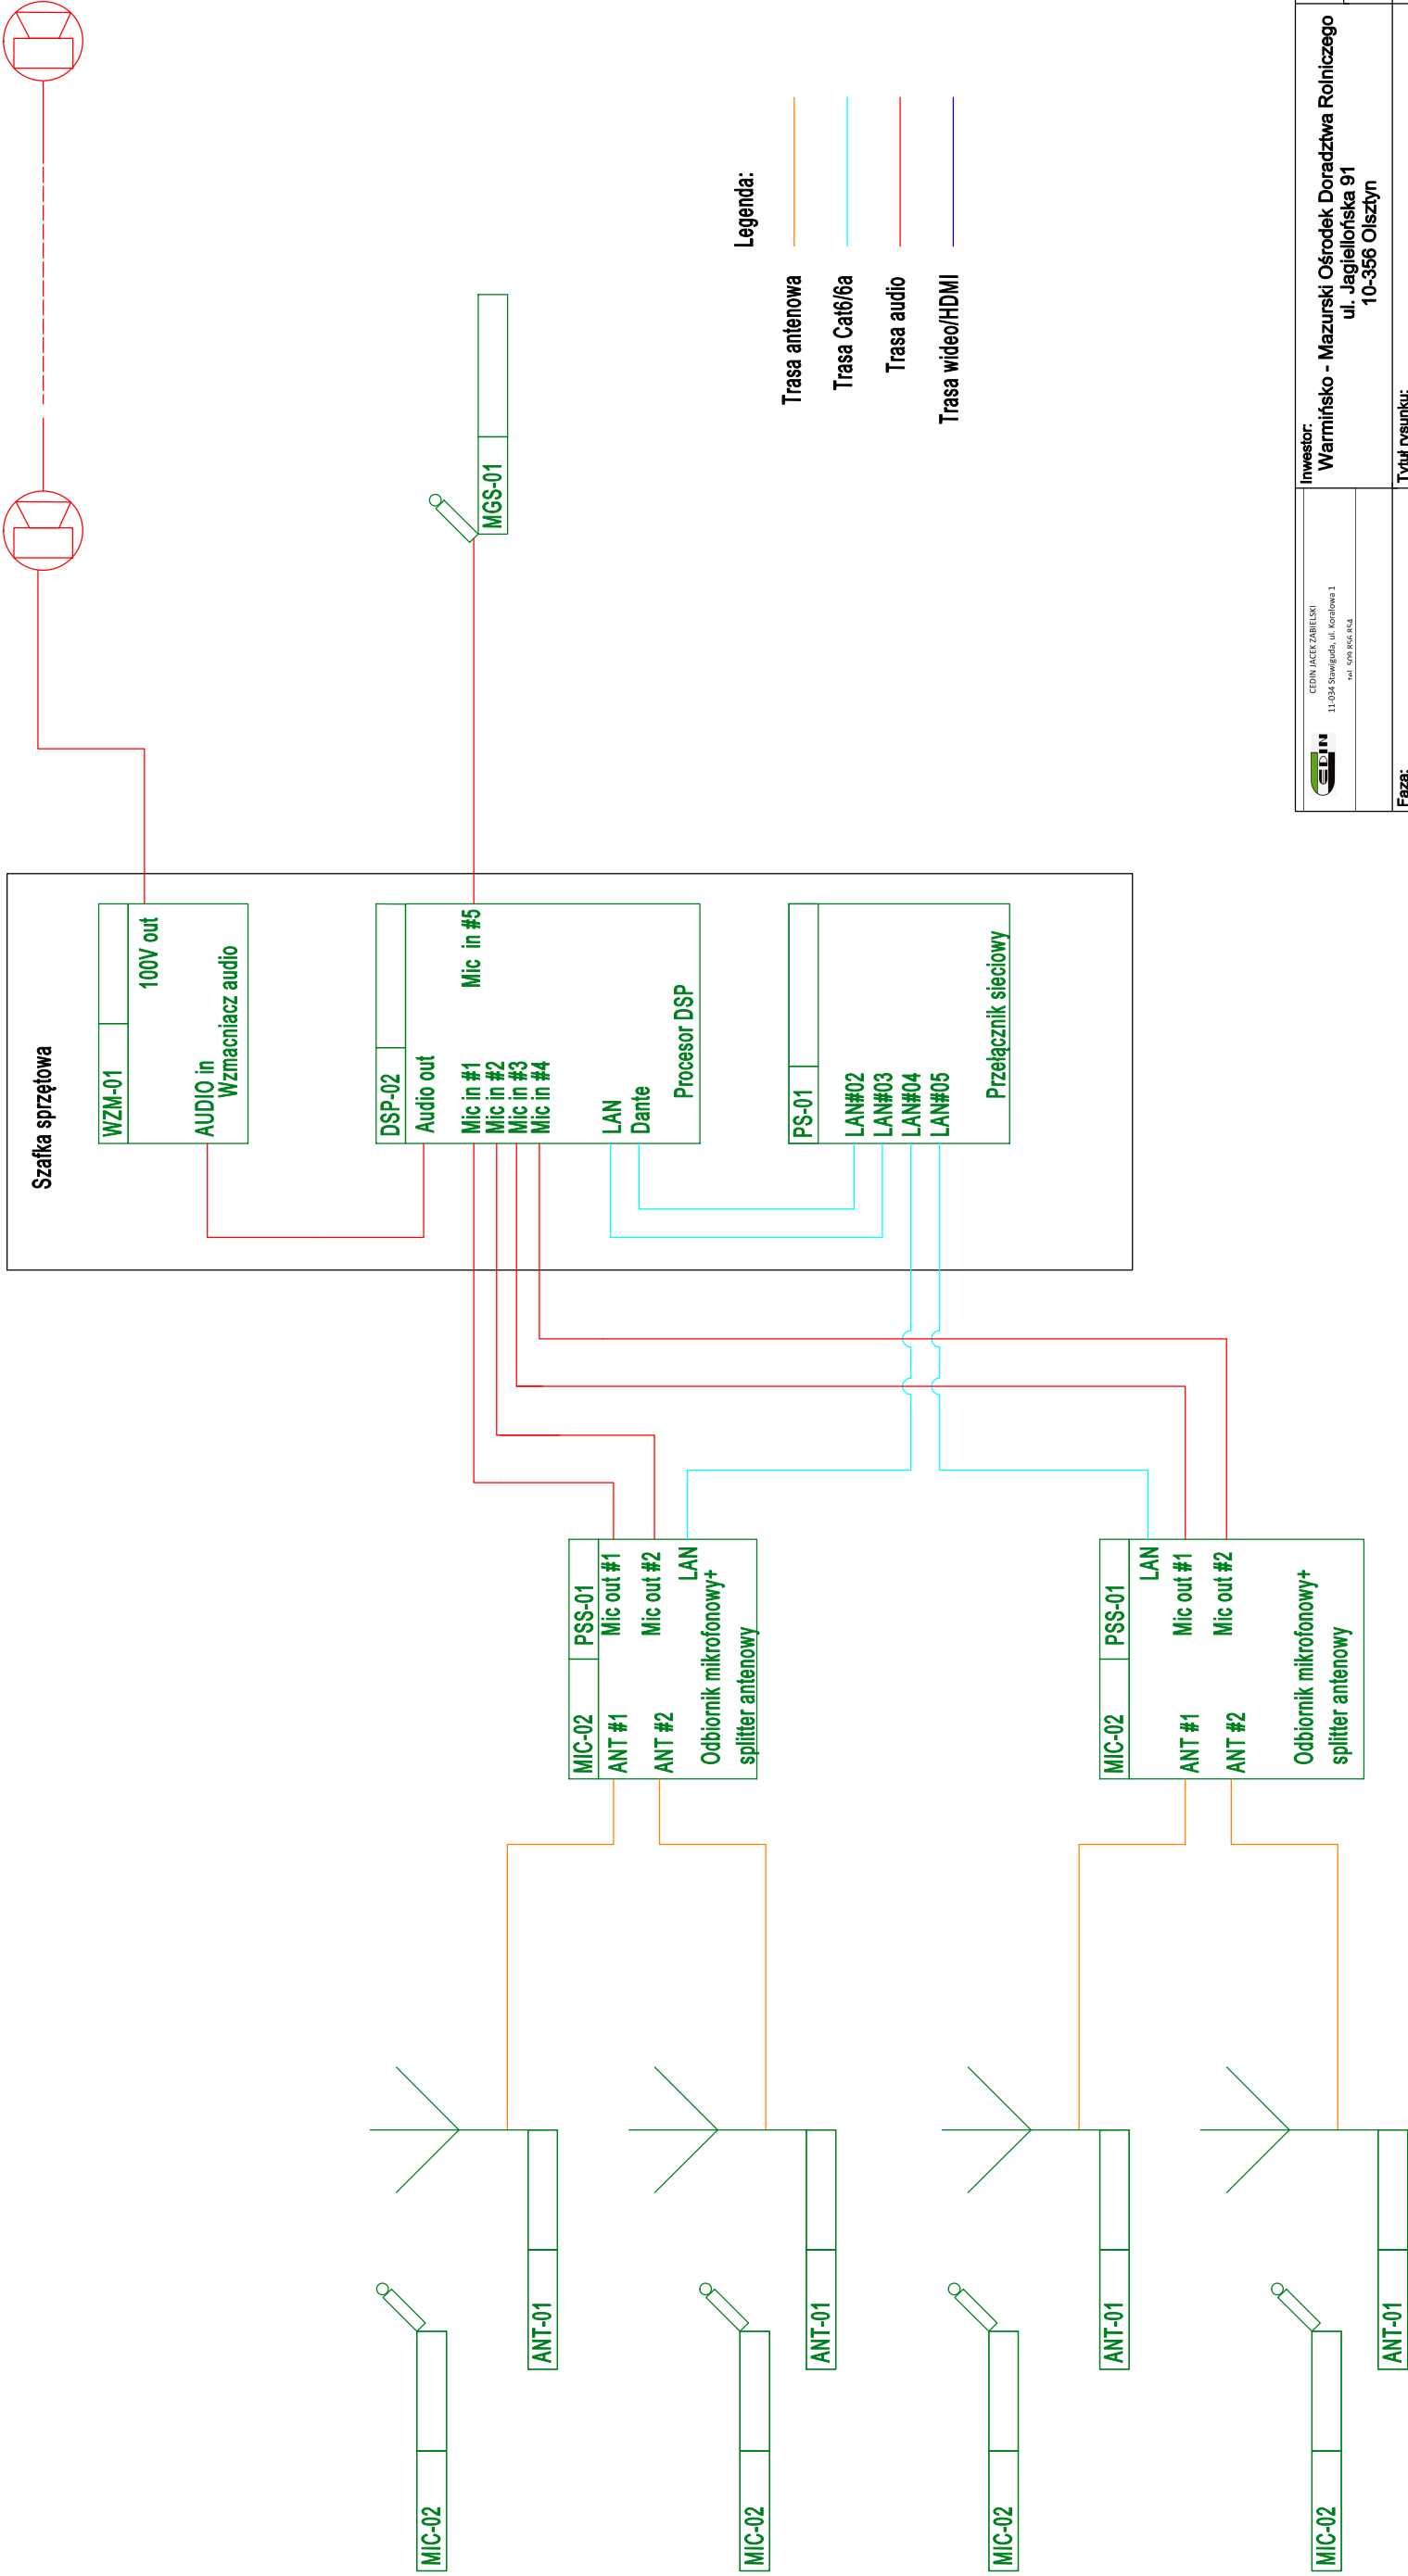 Szafka sprzętowa
WZM-01
100V out
AUDIO in
Wzmacniacz audio
DSP-02
Audio out
Mic in #1
Mic in #2
Mic in #3
Mic in #4
Mic in #5
LAN
Dante
Procesor DSP
PS-01
LAN#02
LAN#03
LAN#04
LAN#05
Przełącznik sieciowy
MGS-01
Legenda:
Trasa antenowa
Trasa Cat6/6a
Trasa audio
Trasa wideo/HDMI
MIC-02
PSS-01
ANT #1
Mic out #1
ANT #2
Mic out #2
LAN
Odbiornik mikrofonowy+
splitter antenowy
MIC-02
PSS-01
LAN
ANT #1
Mic out #1
ANT #2
Mic out #2
Odbiornik mikrofonowy+
splitter antenowy
MIC-02
ANT-01
MIC-02
ANT-01
MIC-02
ANT-01
MIC-02
ANT-01
CEDIN
CEDIN JACEK ZABIELSKI
11-034 Stawiguda, ul. Koralowa 1
tel. 509 856 854
Inwestor:
Warmińsko - Mazurski Ośrodek Doradztwa Rolniczego
ul. Jagiellońska 91
10-356 Olsztyn
Faza:
Tytuł rysunku: